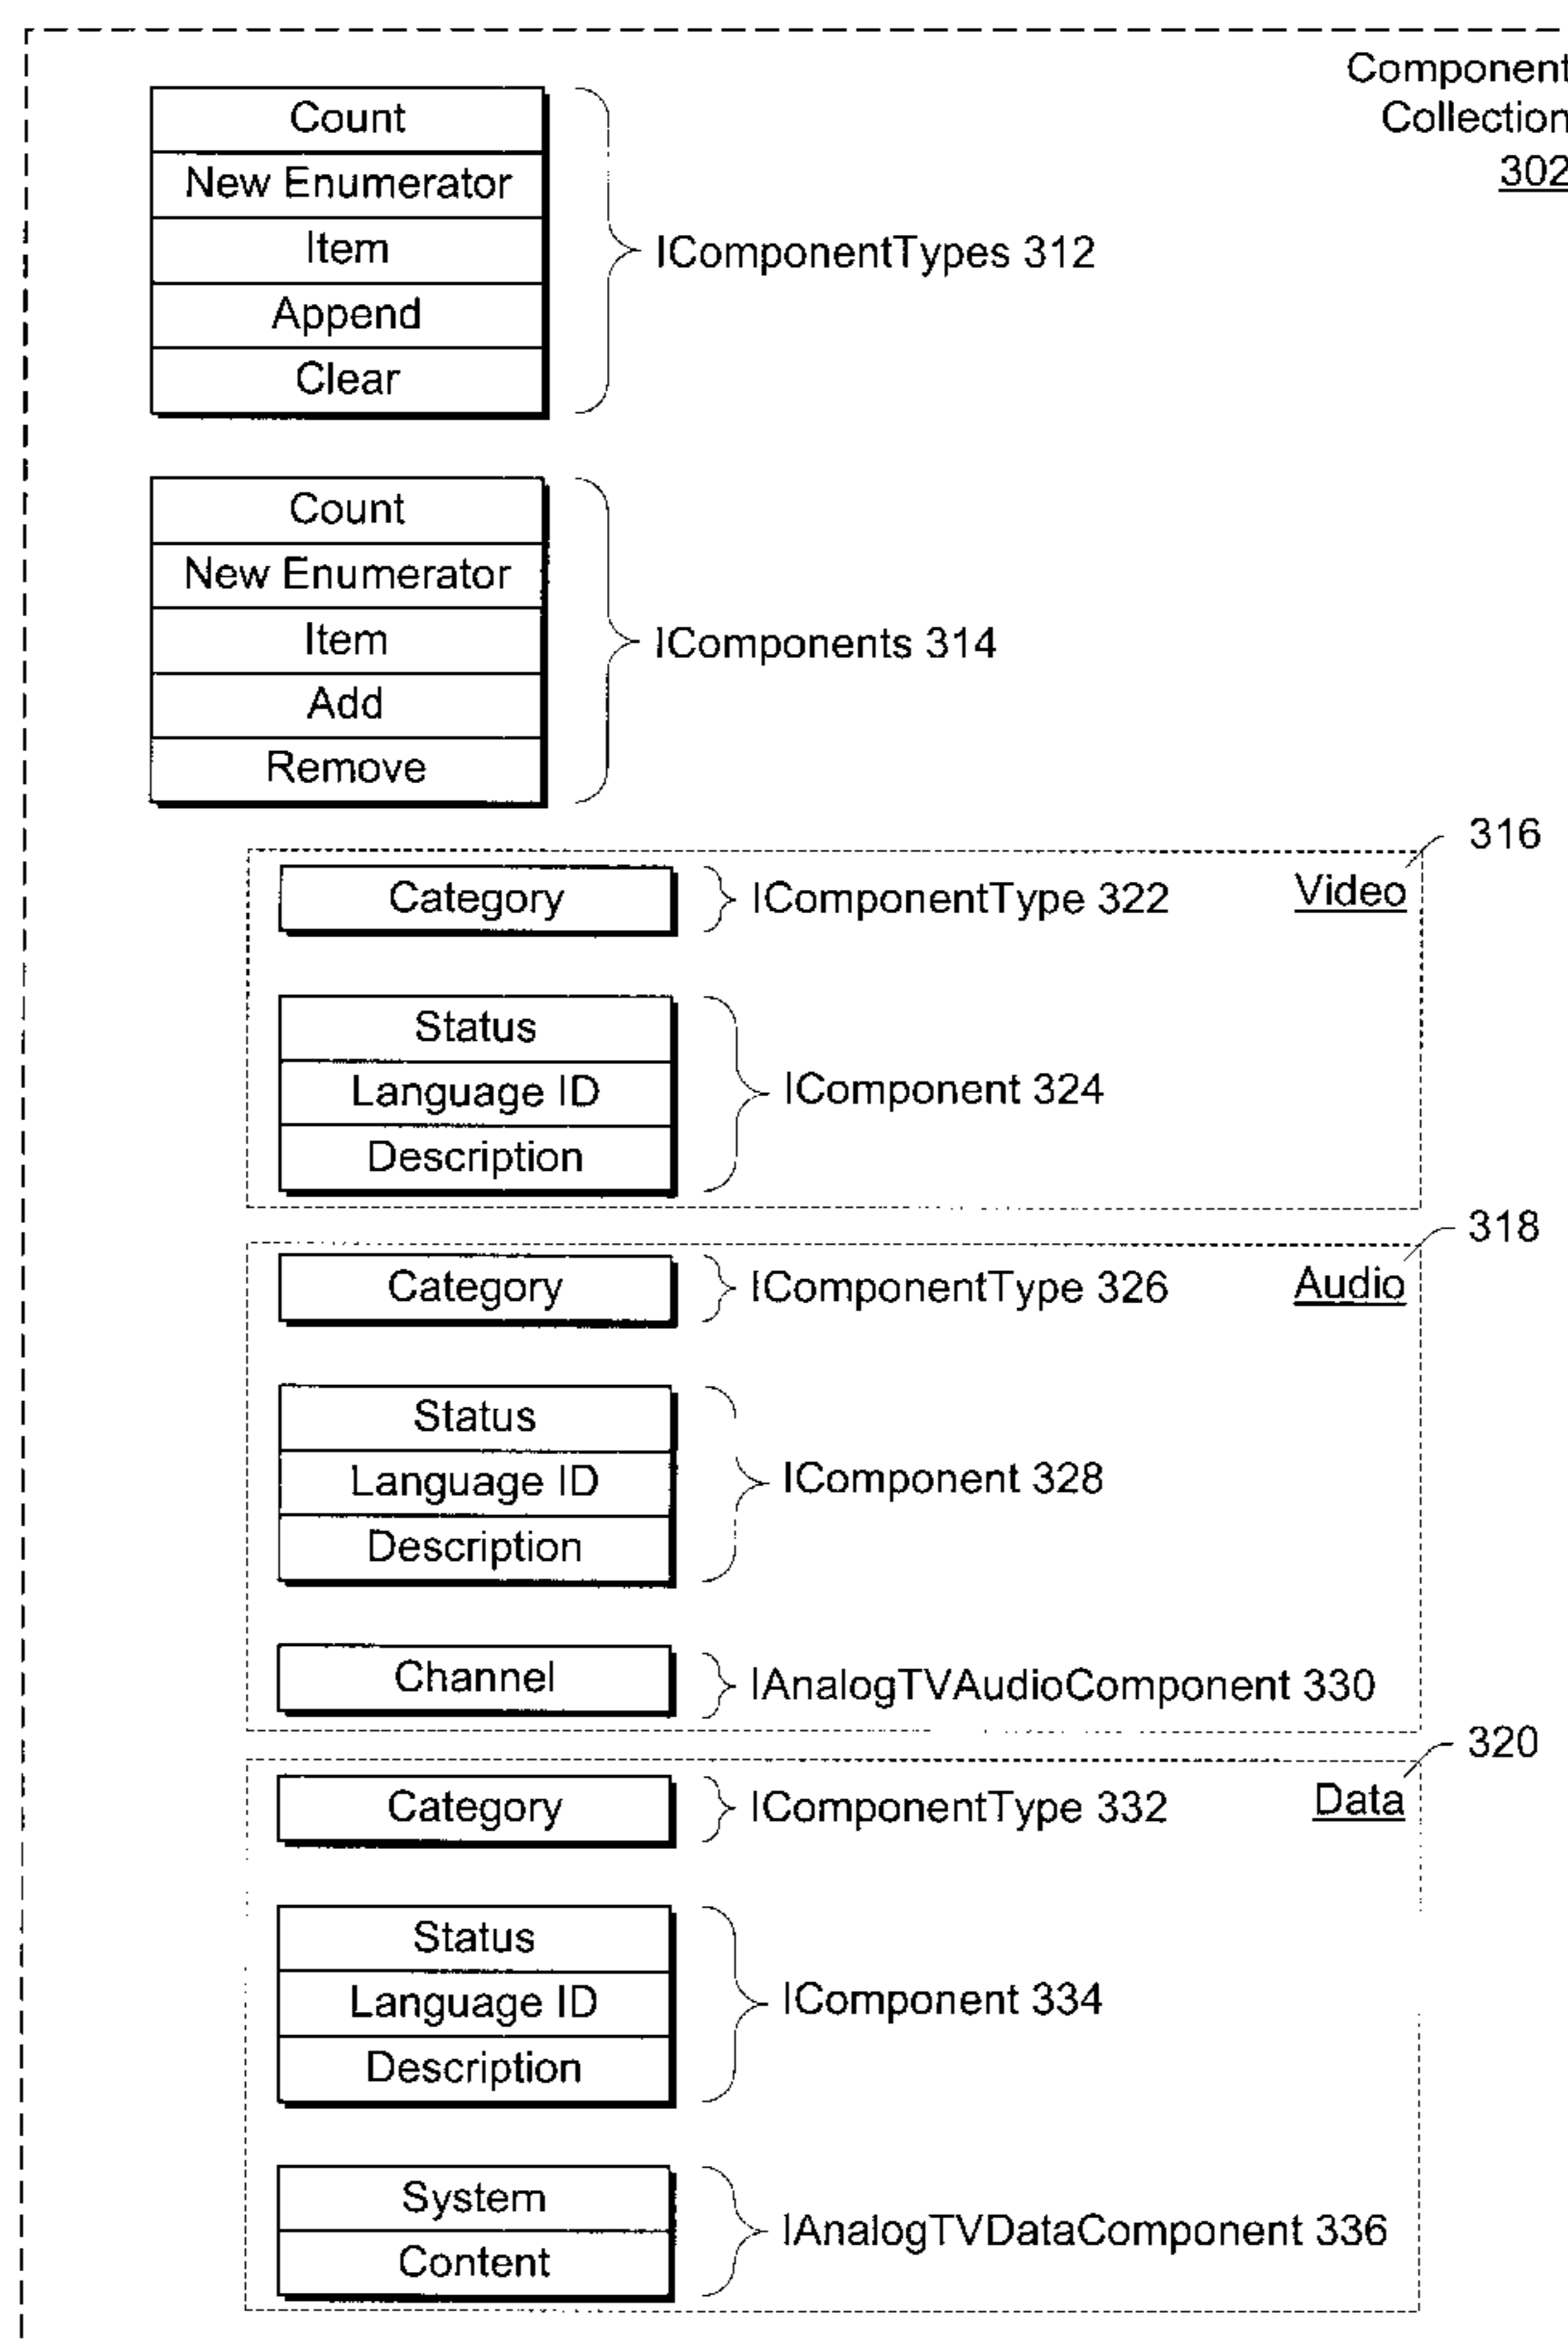 Component
Collection
302
Count
New Enumerator
Item
Append
Clear
IComponentTypes 312
Count
New Enumerator
Item
Add
Remove
IComponents 314
316
Video
Category
IComponentType 322
Status
Language ID
Description
IComponent 324
318
Audio
Category
IComponentType 326
Status
Language ID
Description
IComponent 328
Channel
IAnalogTVAudioComponent 330
320
Data
Category
IComponentType 332
Status
Language ID
Description
IComponent 334
System
Content
IAnalogTVDataComponent 336